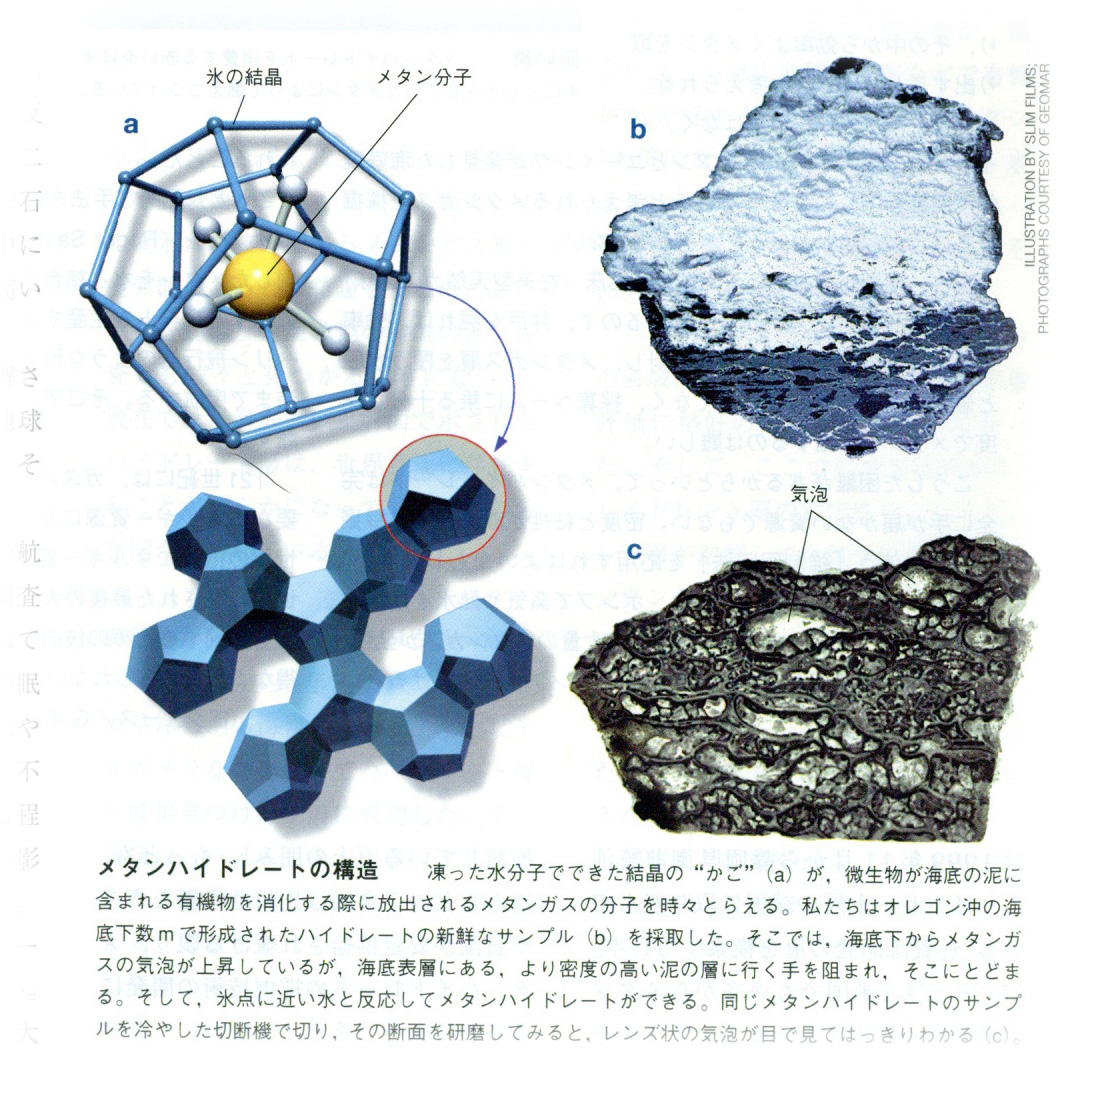 氷の結晶
メタン分子
a
b
ILLUSTRATION BY SLIM FILMS;
PHOTOGRAPHS COURTESY OF GEOMAR
気泡
c
メタンハイドレートの構造　凍った水分子でできた結晶の“かご”（a）が，微生物が海底の泥に
含まれる有機物を消化する際に放出されるメタンガスの分子を時々とらえる。私たちはオレゴン沖の海
底下数mで形成されたハイドレートの新鮮なサンプル（b）を採取した。そこでは，海底下からメタンガ
スの気泡が上昇しているが，海底表層にある，より密度の高い泥の層に行く手を阻まれ，そこにとどま
る。そして，氷点に近い水と反応してメタンハイドレートができる。同じメタンハイドレートのサンプ
ルを冷やした切断機で切り，その断面を研磨してみると，レンズ状の気泡が目で見てはっきりわかる（c）。